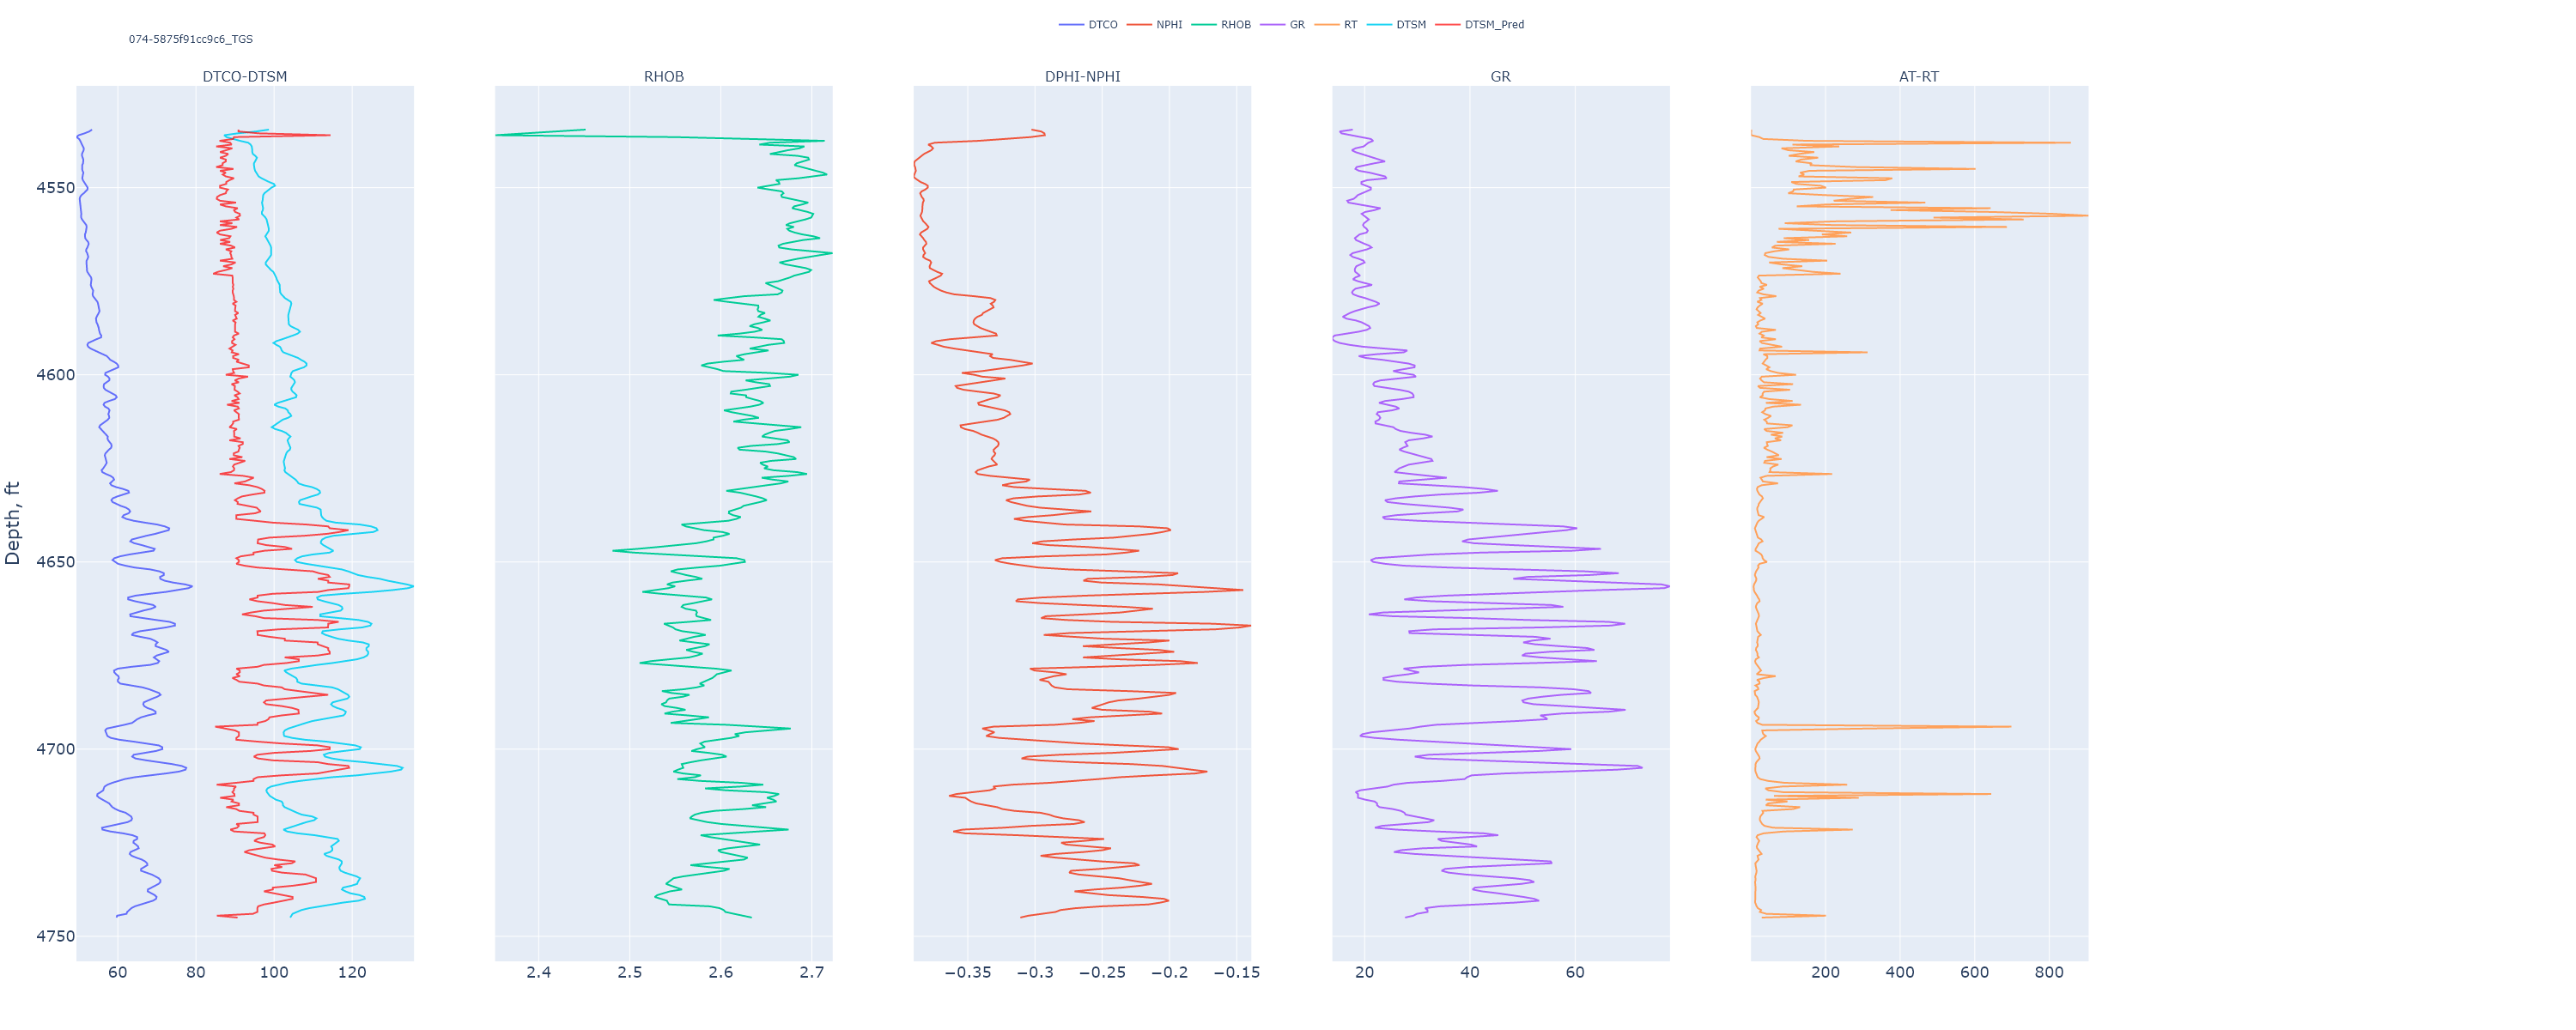 DTCO NPHI RHOB GR RT DTSM DTSM_Pred
074-5875f91cc9c6_TGS
DTCO-DTSM RHOB DPHI-NPHI GR AT-RT
Depth, ft
4550
4600
4650
4700
4750
60 80 100 120
2.4 2.5 2.6 2.7
−0.35 −0.3 −0.25 −0.2 −0.15
20 40 60
200 400 600 800